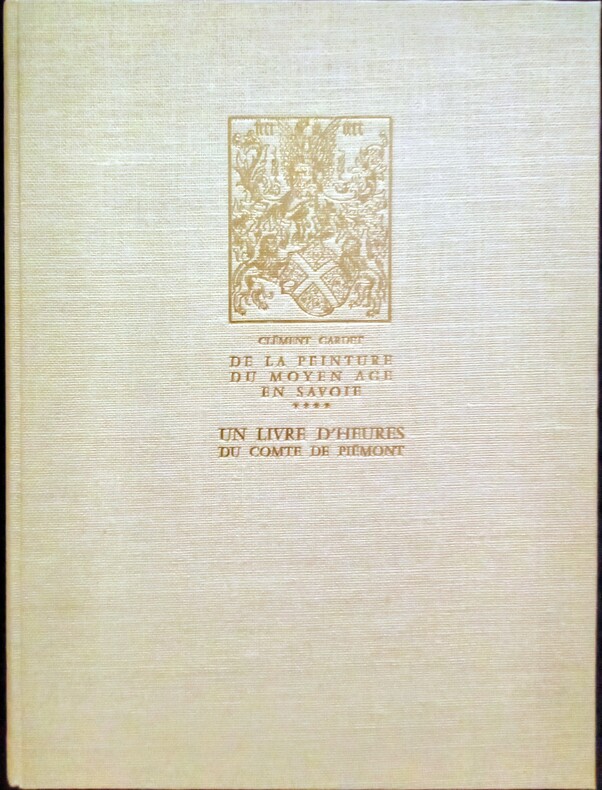 CLÉMENT GARDET
DE LA PEINTURE
DU MOYEN AGE
EN SAVOIE
****
UN LIVRE D'HEURES
DU COMTE DE PIÉMONT